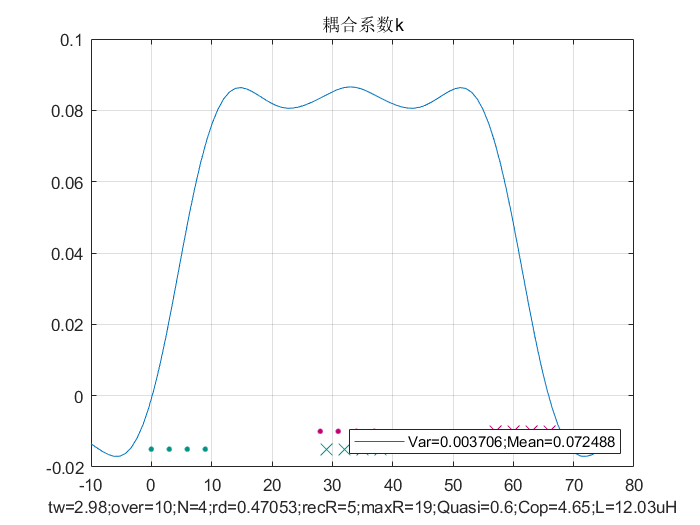 耦合系数k
0.1
0.08
0.06
0.04
0.02
0
-0.02
Var=0.003706;Mean=0.072488
-10 0 10 20 30 40 50 60 70 80
tw=2.98;over=10;N=4;rd=0.47053;recR=5;maxR=19;Quasi=0.6;Cop=4.65;L=12.03uH